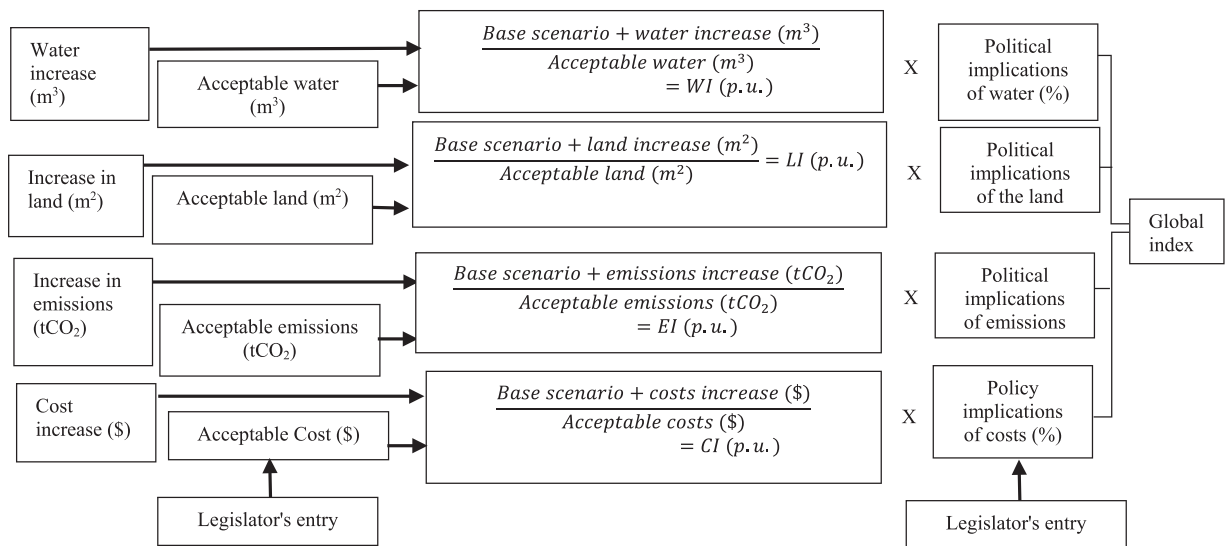 Water
increase
(m³)
Acceptable water
(m³)
Base scenario + water increase (m³)
Acceptable water (m³)
= WI (p.u.)
X
Political
implications
of water (%)
Increase in
land (m²)
Acceptable land (m²)
Base scenario + land increase (m²)
Acceptable land (m²)
= LI (p.u.)
X
Political
implications
of the land
Global
index
Increase in
emissions
(tCO₂)
Acceptable emissions
(tCO₂)
Base scenario + emissions increase (tCO₂)
Acceptable emissions (tCO₂)
= EI (p.u.)
X
Political
implications
of emissions
Cost
increase ($)
Acceptable Cost ($)
Base scenario + costs increase ($)
Acceptable costs ($)
= CI (p.u.)
X
Policy
implications
of costs (%)
Legislator's entry
Legislator's entry